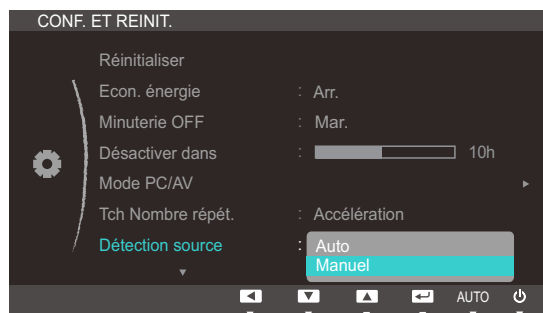 CONF. ET REINIT.
Réinitialiser
Econ. énergie : Arr.
Minuterie OFF : Mar.
Désactiver dans : 10h
Mode PC/AV
Tch Nombre répét. : Accélération
Détection source : Auto
Manuel
AUTO